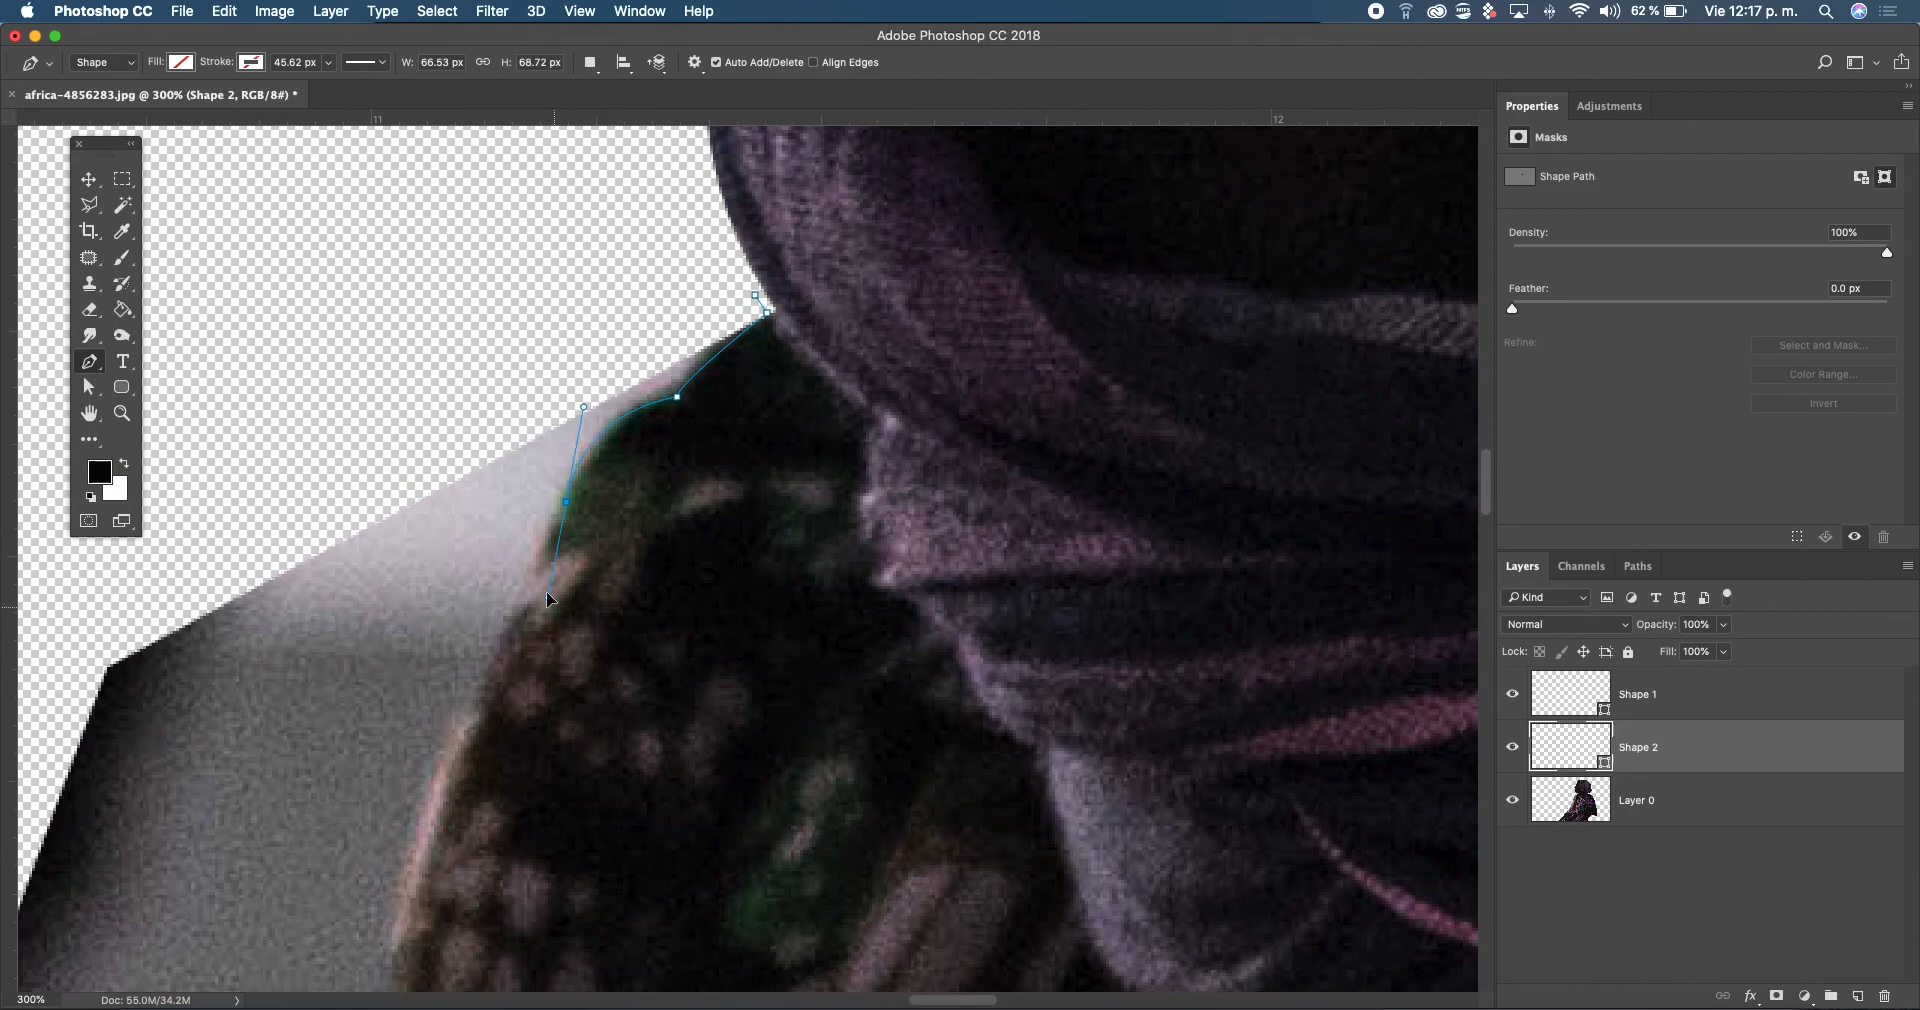 Photoshop CC File Edit Image Layer Type Select Filter 3D View Window Help 62 % Vie 12:17 p. m.
Adobe Photoshop CC 2018
Shape Fill: Stroke: 45.62 px W: 66.53 px H: 68.72 px Auto Add/Delete Align Edges
africa-4856283.jpg @ 300% (Shape 2, RGB/8#) *
11 12
Properties Adjustments
Masks
Shape Path
Density: 100%
Feather: 0.0 px
Refine:
Select and Mask...
Color Range...
Invert
Layers Channels Paths
Kind
Normal Opacity: 100%
Lock: Fill: 100%
Shape 1
Shape 2
Layer 0
300% Doc: 55.0M/34.2M